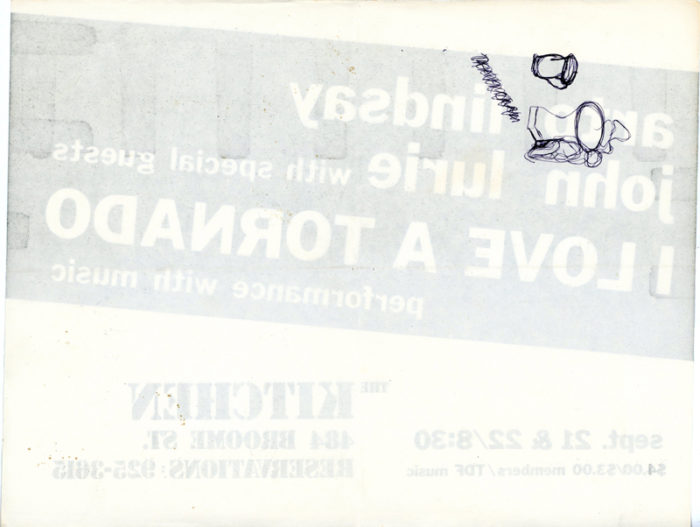 arto lindsay
john lurie with special guests
I LOVE A TORNADO
performance with music
THE KITCHEN
484 BROOME ST.
RESERVATIONS: 925-3615
sept. 21 & 22/8:30
$4.00/$3.00 members/TDF music